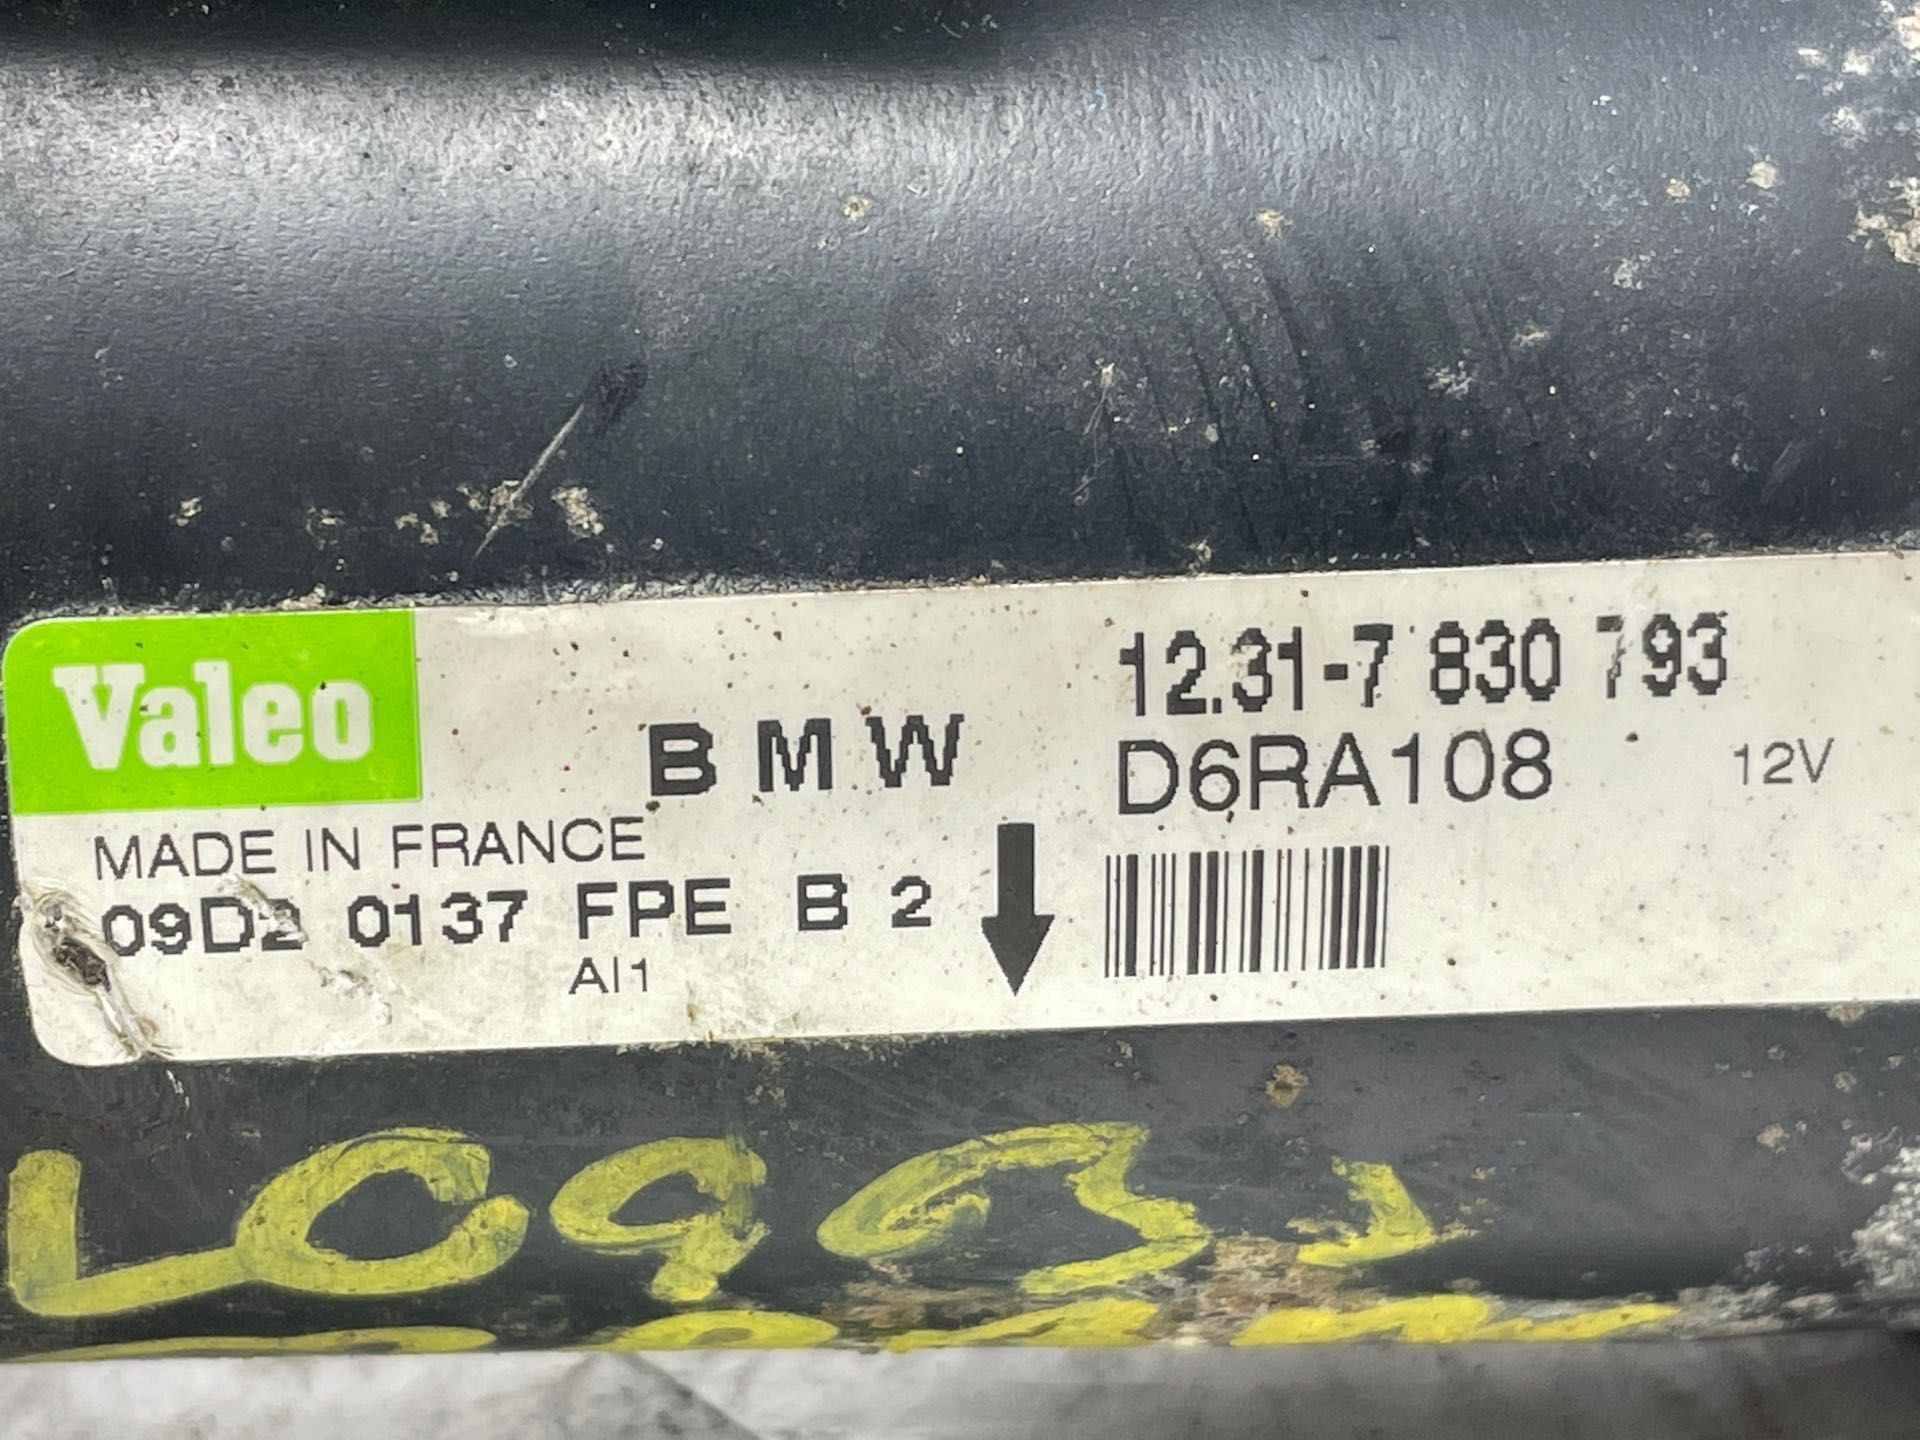 Valeo
BMW
12.31-7 830 793
D6RA108
12V
MADE IN FRANCE
09D2 0137 FPE B 2
AI1